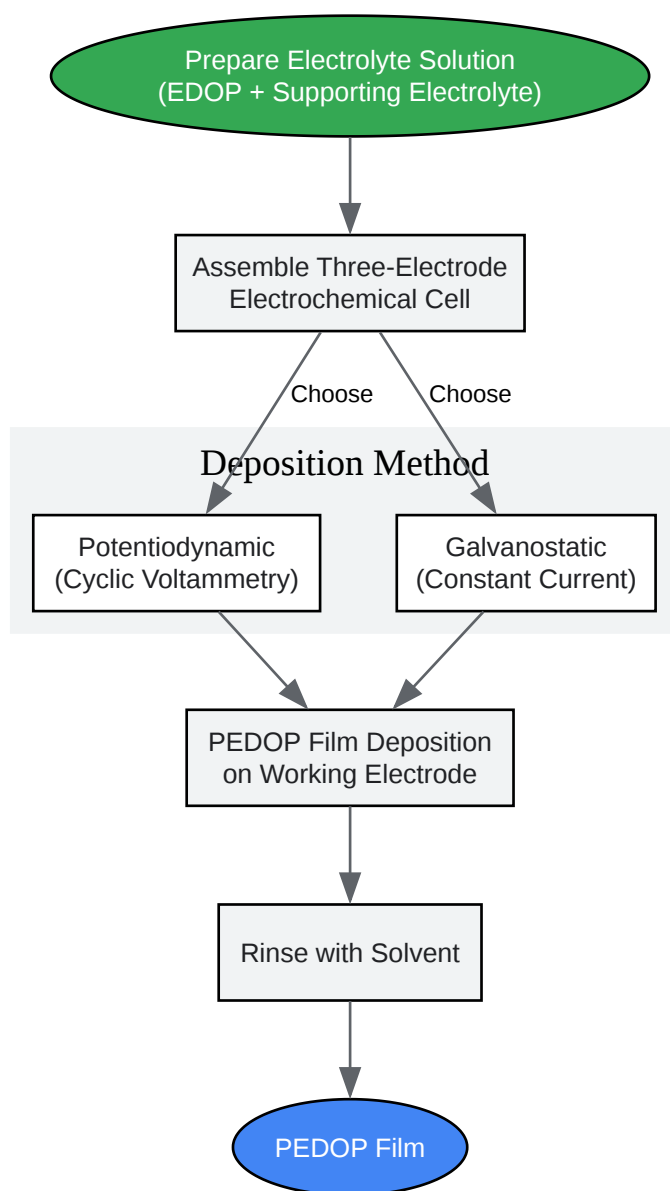 Prepare Electrolyte Solution
(EDOP + Supporting Electrolyte)
Assemble Three-Electrode
Electrochemical Cell
Choose
Choose
Deposition Method
Potentiodynamic
(Cyclic Voltammetry)
Galvanostatic
(Constant Current)
PEDOP Film Deposition
on Working Electrode
Rinse with Solvent
PEDOP Film